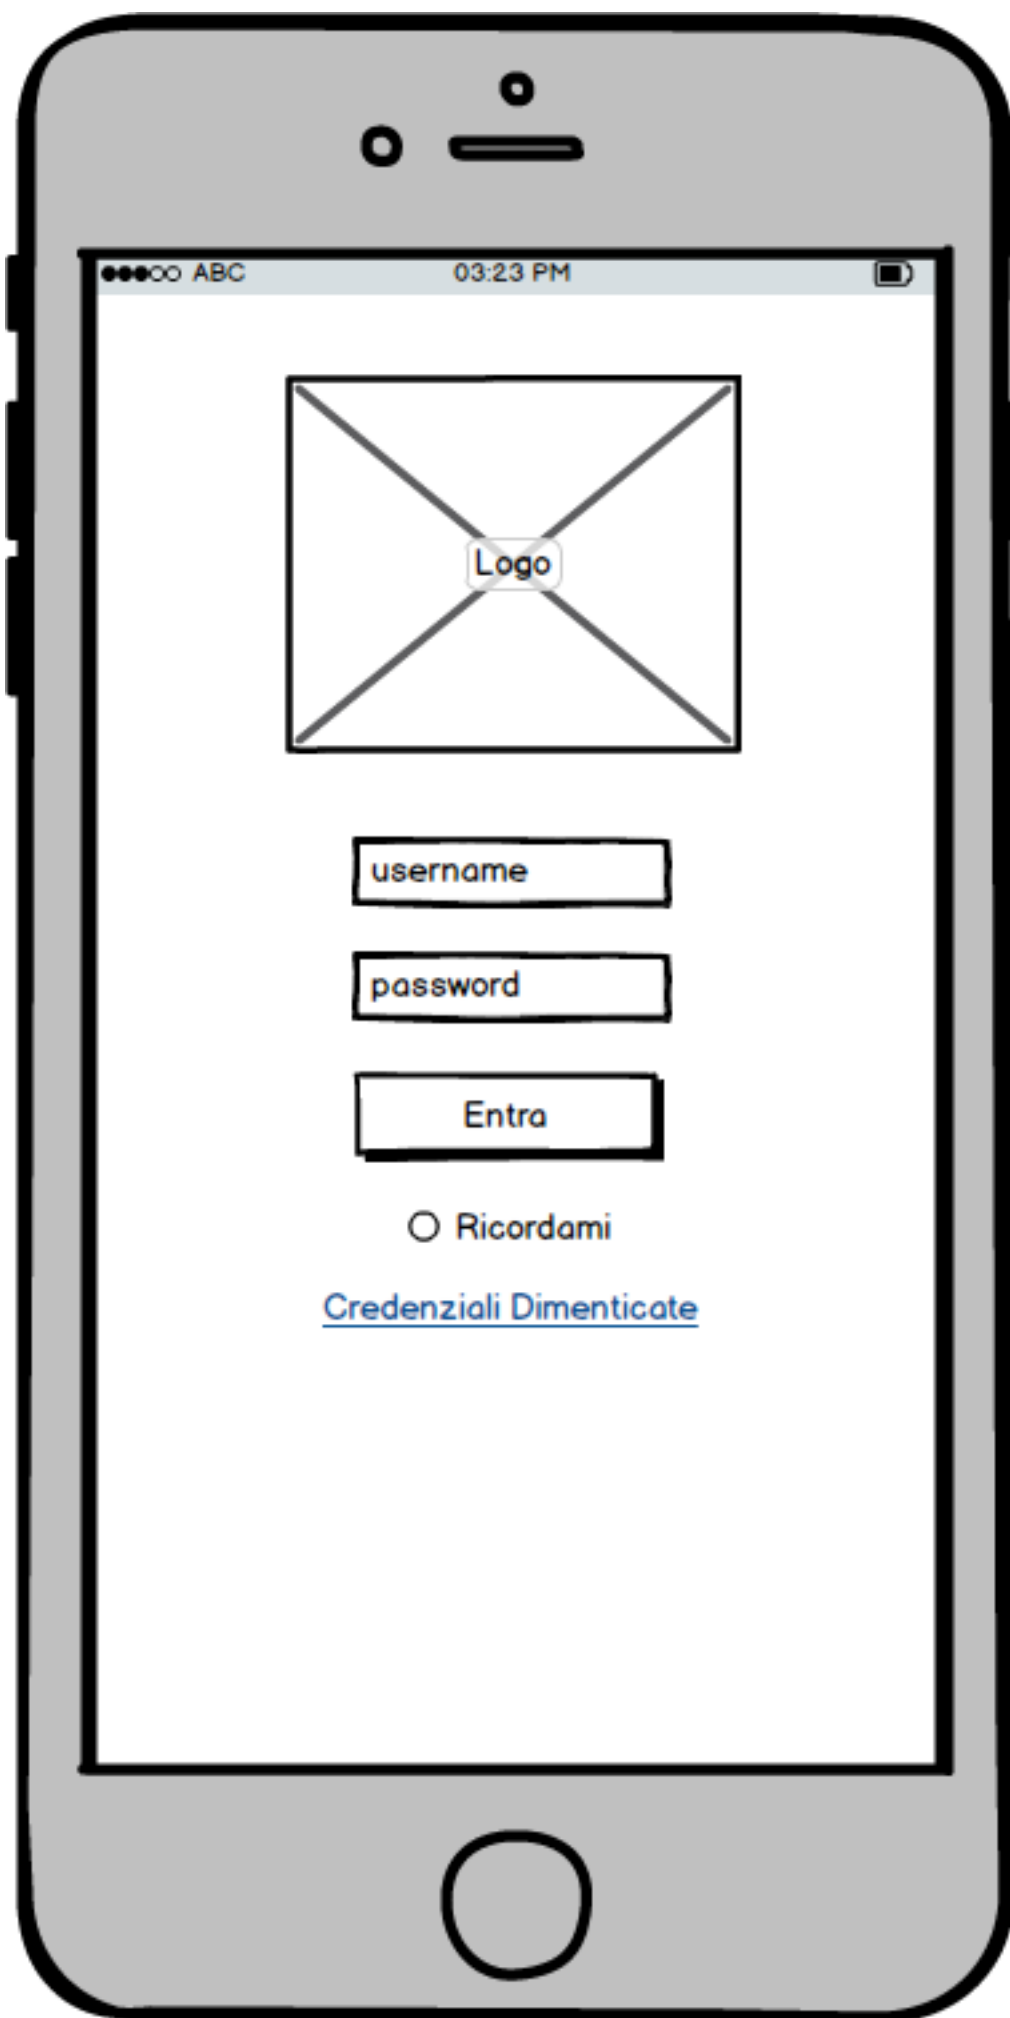 ABC 03:23 PM
Logo
username
password
Entra
Ricordami
Credenziali Dimenticate